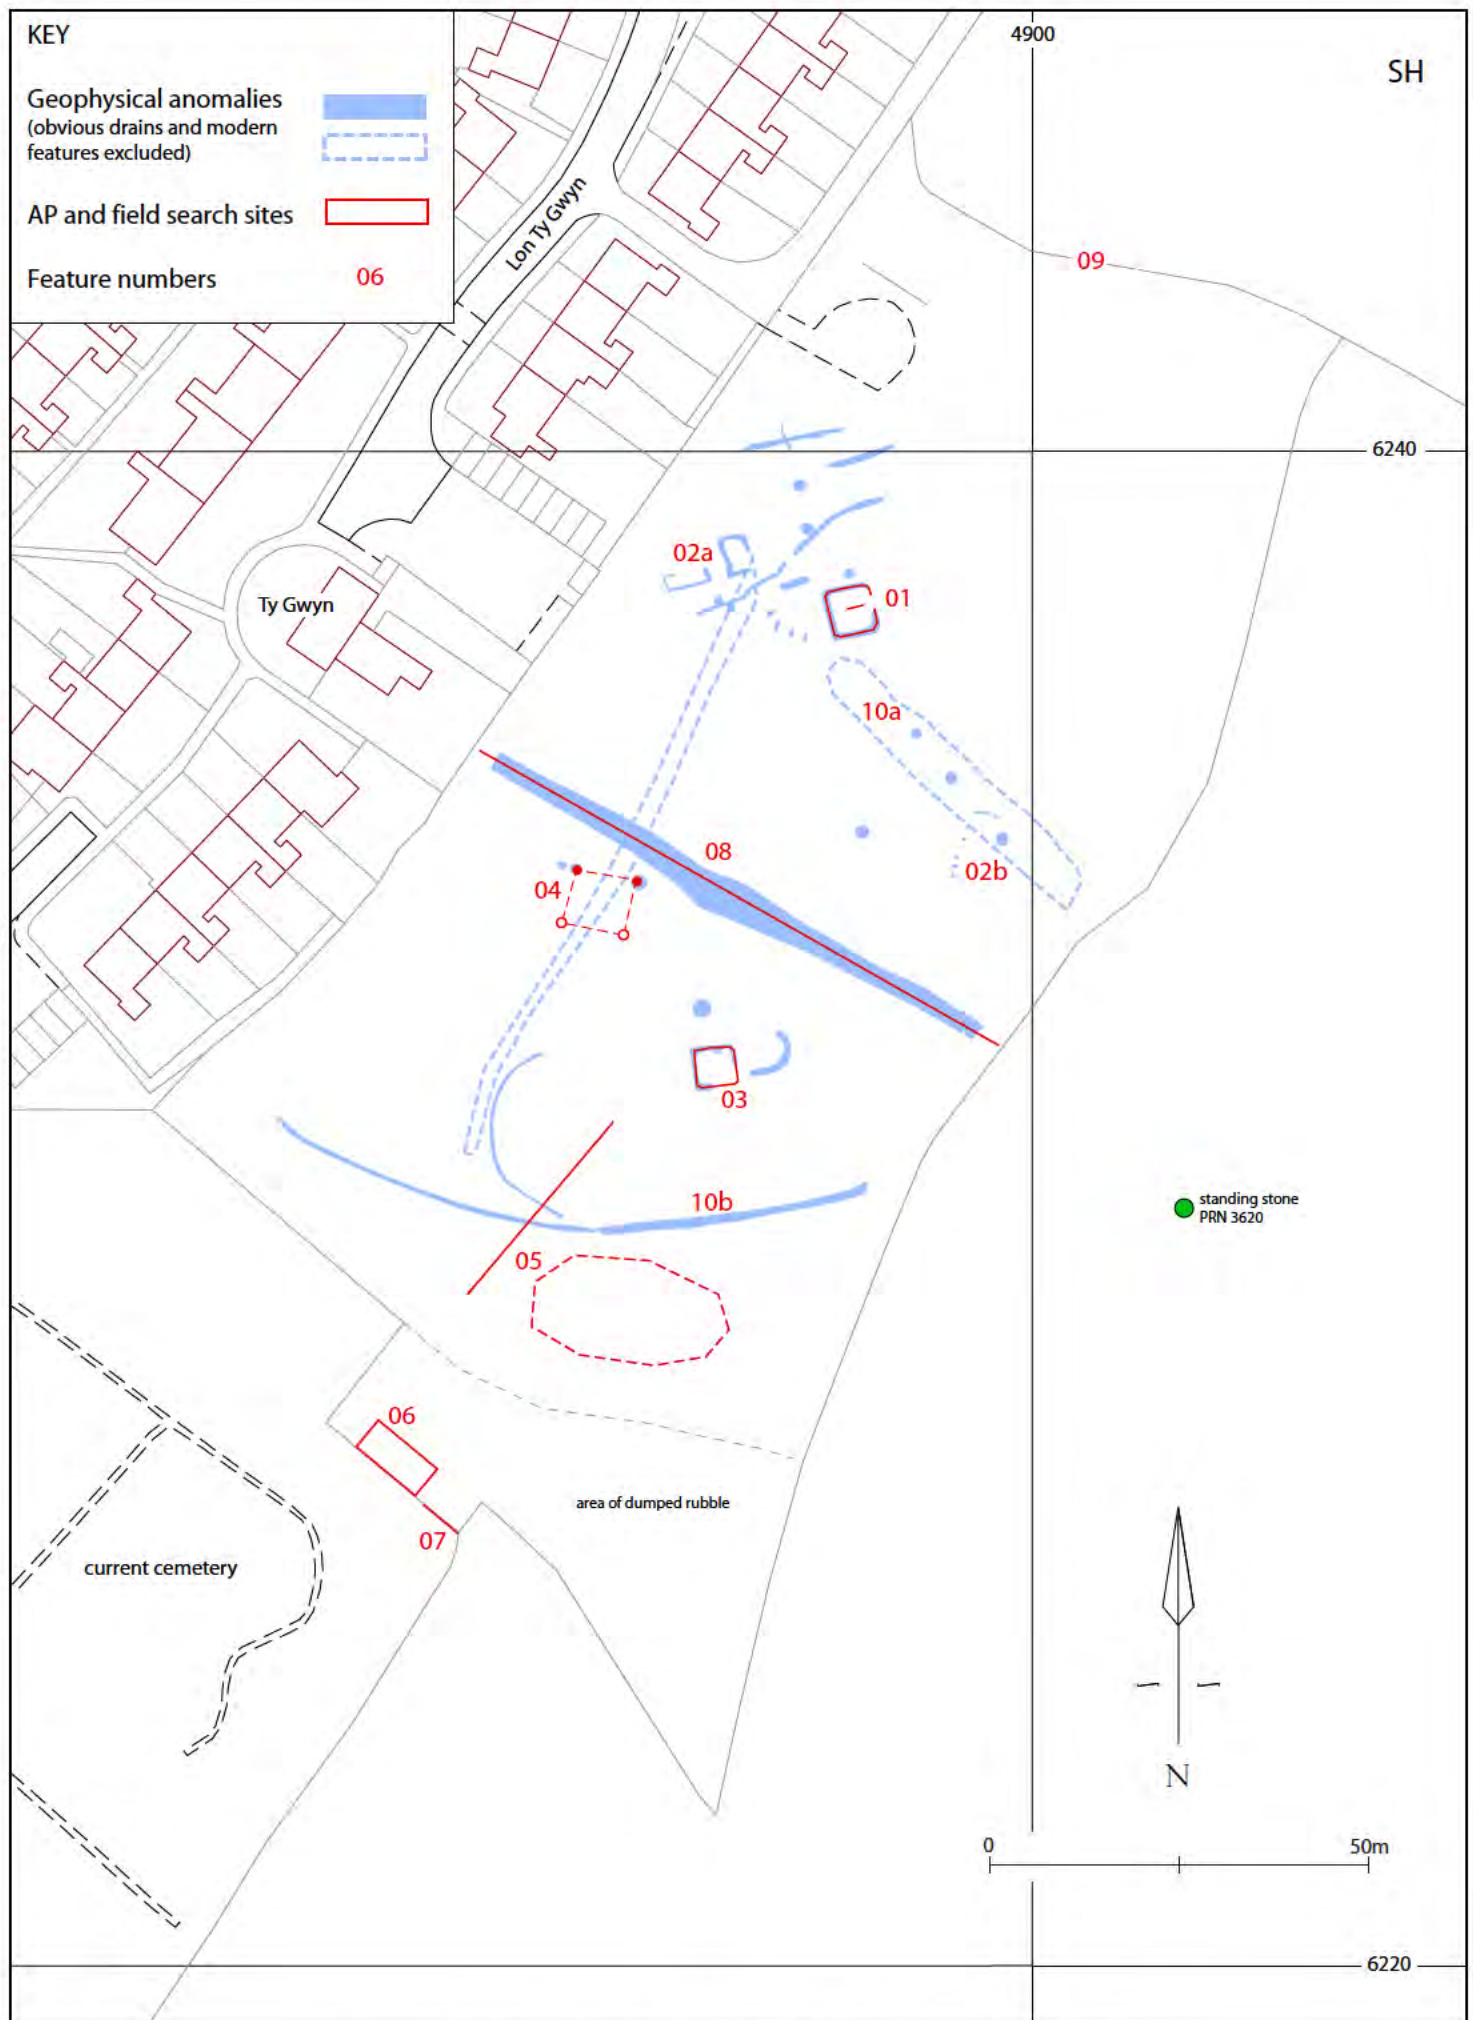 KEY
Geophysical anomalies
(obvious drains and modern
features excluded)
AP and field search sites
Feature numbers 06
4900
SH
Lon Ty Gwyn
09
6240
02a
01
Ty Gwyn
10a
08
02b
04
03
10b
standing stone
PRN 3620
05
06
area of dumped rubble
07
current cemetery
N
0 50m
6220